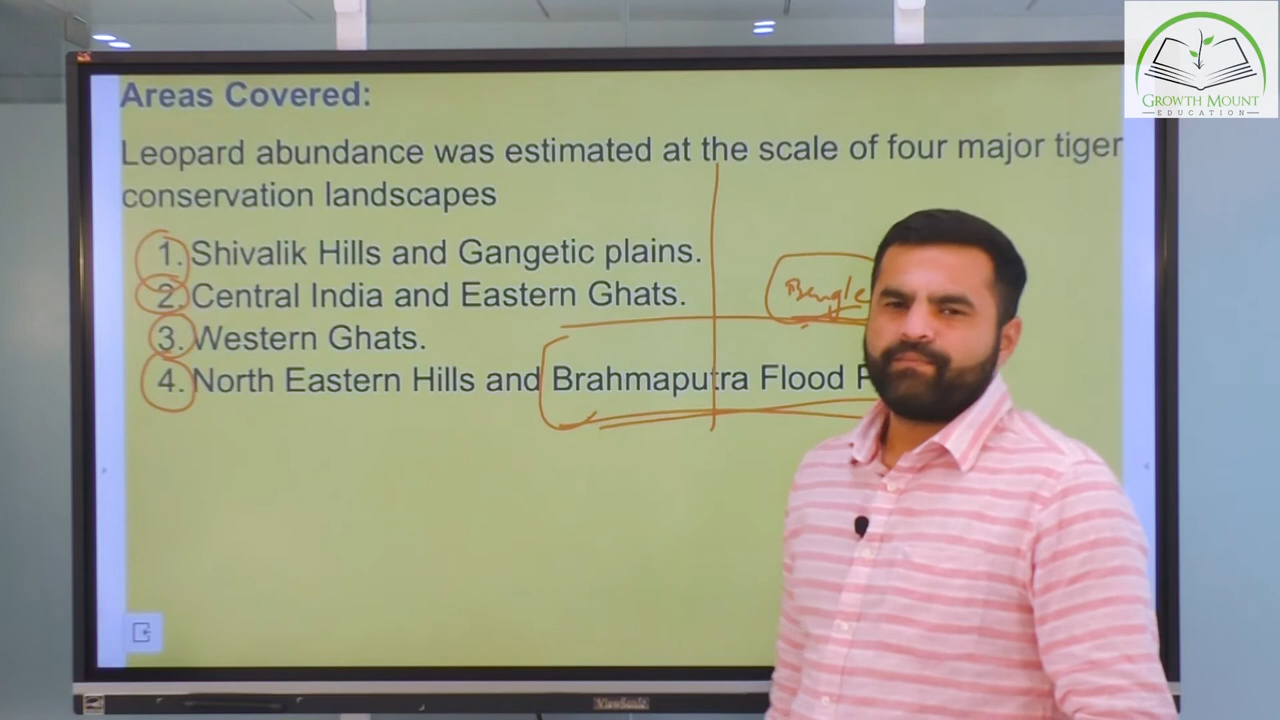 Areas Covered:
Leopard abundance was estimated at the scale of four major tiger
conservation landscapes
1. Shivalik Hills and Gangetic plains.
2. Central India and Eastern Ghats.
3. Western Ghats.
4. North Eastern Hills and Brahmaputra Flood
GROWTH MOUNT
EDUCATION
ViewSonic